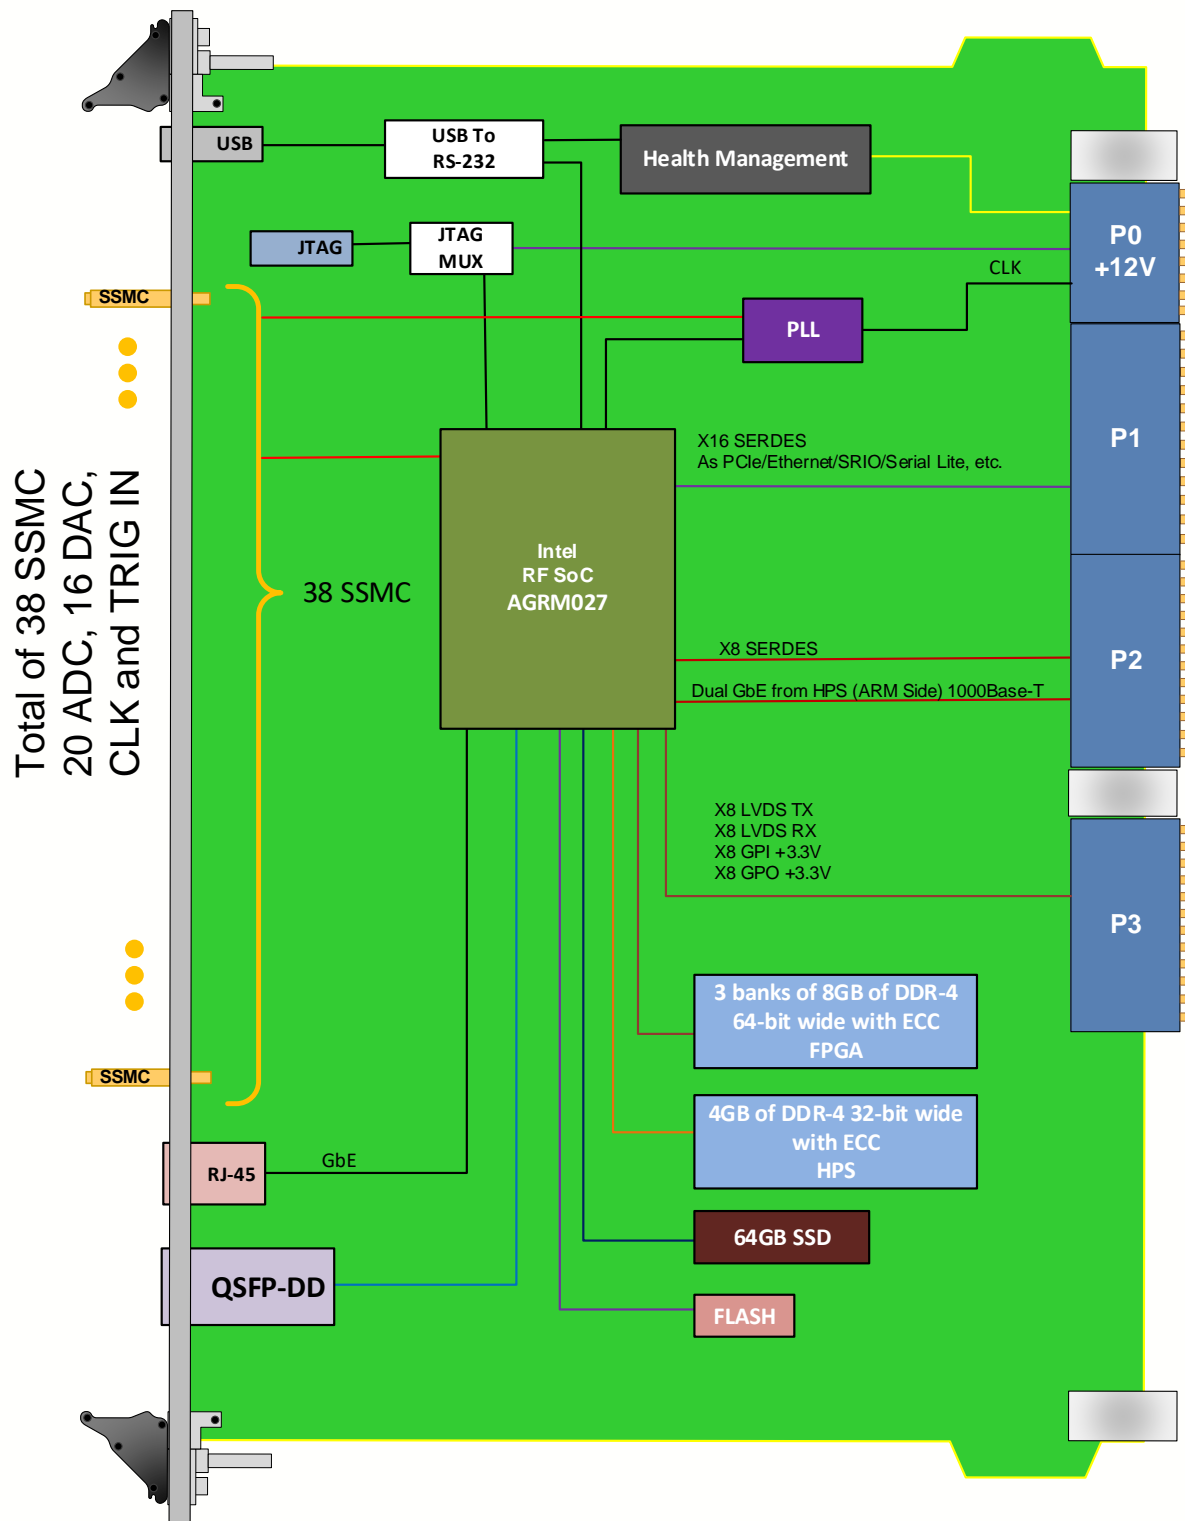 USB
USB To
RS-232
Health Management
JTAG
JTAG
MUX
P0
+12V
CLK
SSMC
PLL
P1
X16 SERDES
As PCIe/Ethernet/SRIO/Serial Lite, etc.
Total of 38 SSMC
20 ADC, 16 DAC,
CLK and TRIG IN
38 SSMC
Intel
RF SoC
AGRM027
X8 SERDES
P2
Dual GbE from HPS (ARM Side) 1000Base-T
X8 LVDS TX
X8 LVDS RX
X8 GPI +3.3V
X8 GPO +3.3V
P3
3 banks of 8GB of DDR-4
64-bit wide with ECC
FPGA
SSMC
4GB of DDR-4 32-bit wide
with ECC
HPS
RJ-45
GbE
64GB SSD
QSFP-DD
FLASH